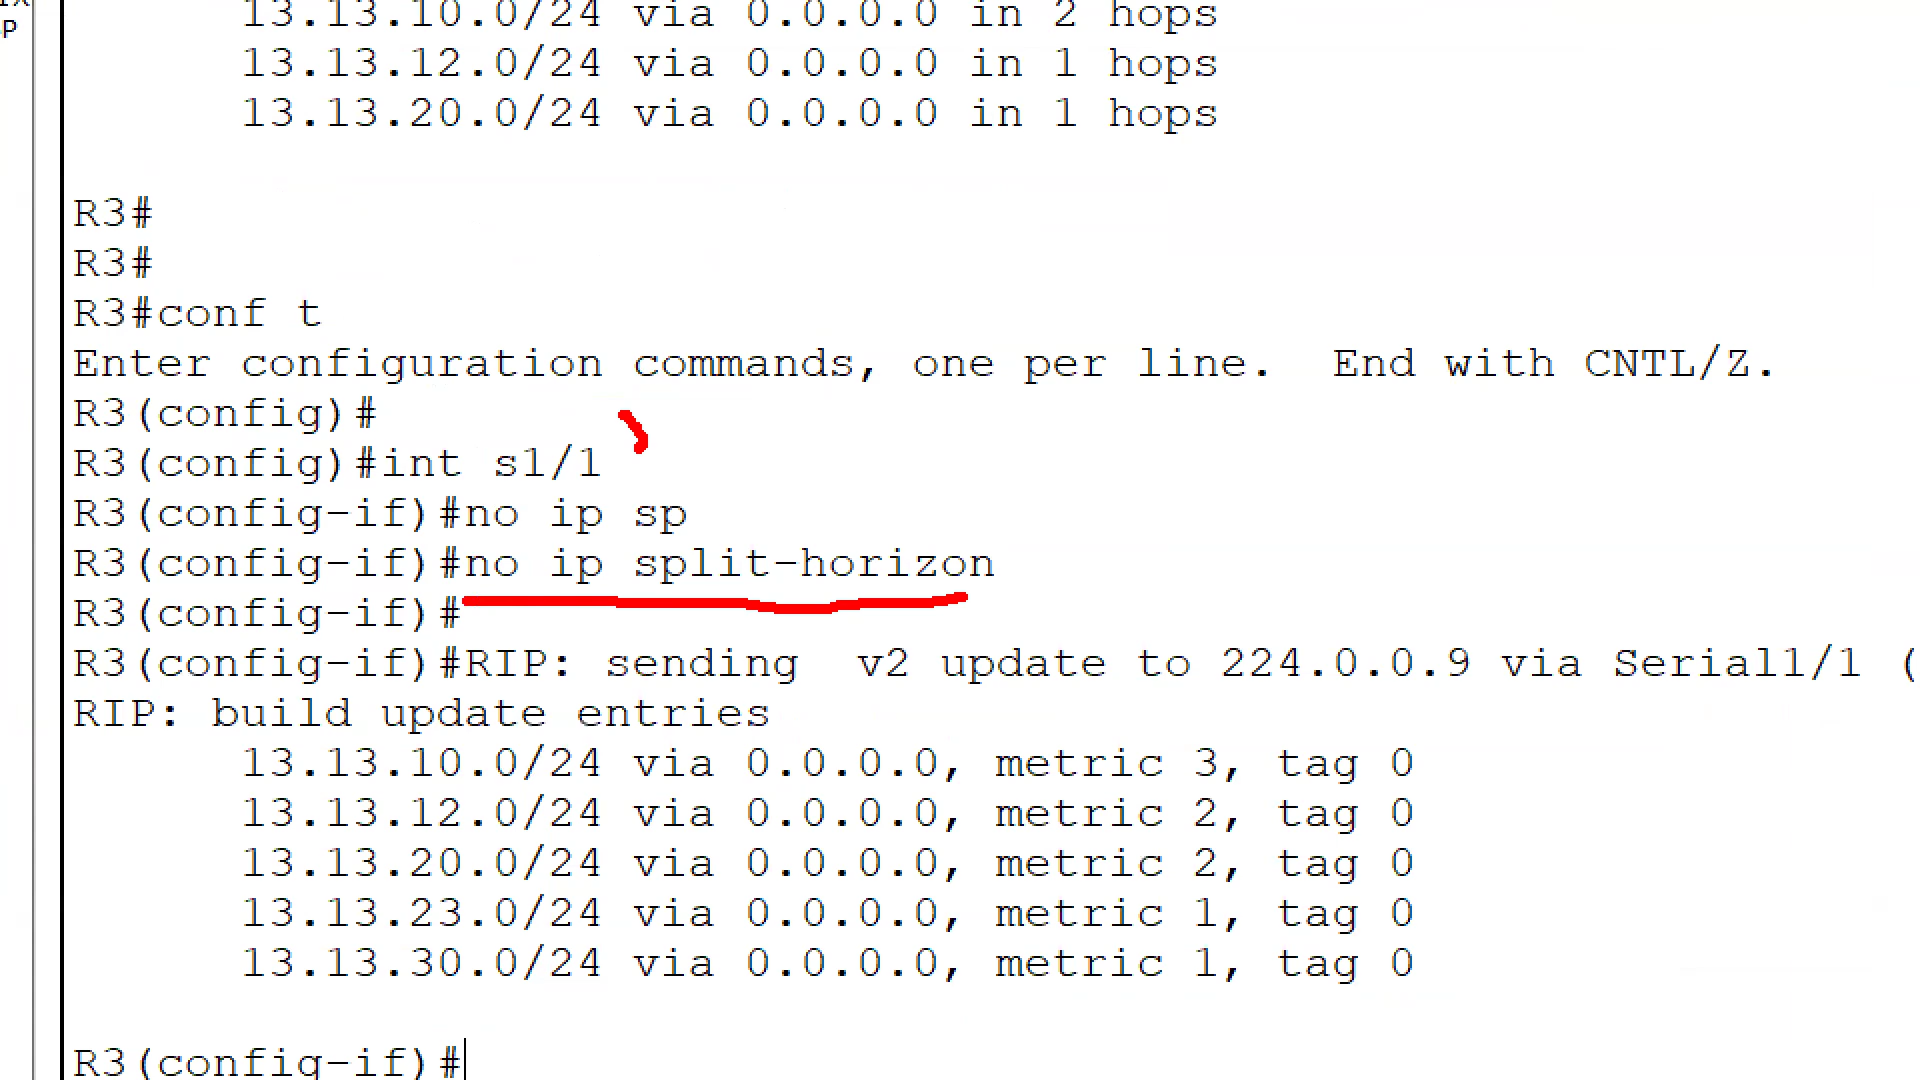 P
13.13.10.0/24 via 0.0.0.0 in 2 hops
13.13.12.0/24 via 0.0.0.0 in 1 hops
13.13.20.0/24 via 0.0.0.0 in 1 hops
R3#
R3#
R3#conf t
Enter configuration commands, one per line.  End with CNTL/Z.
R3(config)#
R3(config)#int s1/1
R3(config-if)#no ip sp
R3(config-if)#no ip split-horizon
R3(config-if)#
R3(config-if)#RIP: sending  v2 update to 224.0.0.9 via Serial1/1 (
RIP: build update entries
13.13.10.0/24 via 0.0.0.0, metric 3, tag 0
13.13.12.0/24 via 0.0.0.0, metric 2, tag 0
13.13.20.0/24 via 0.0.0.0, metric 2, tag 0
13.13.23.0/24 via 0.0.0.0, metric 1, tag 0
13.13.30.0/24 via 0.0.0.0, metric 1, tag 0
R3(config-if)#